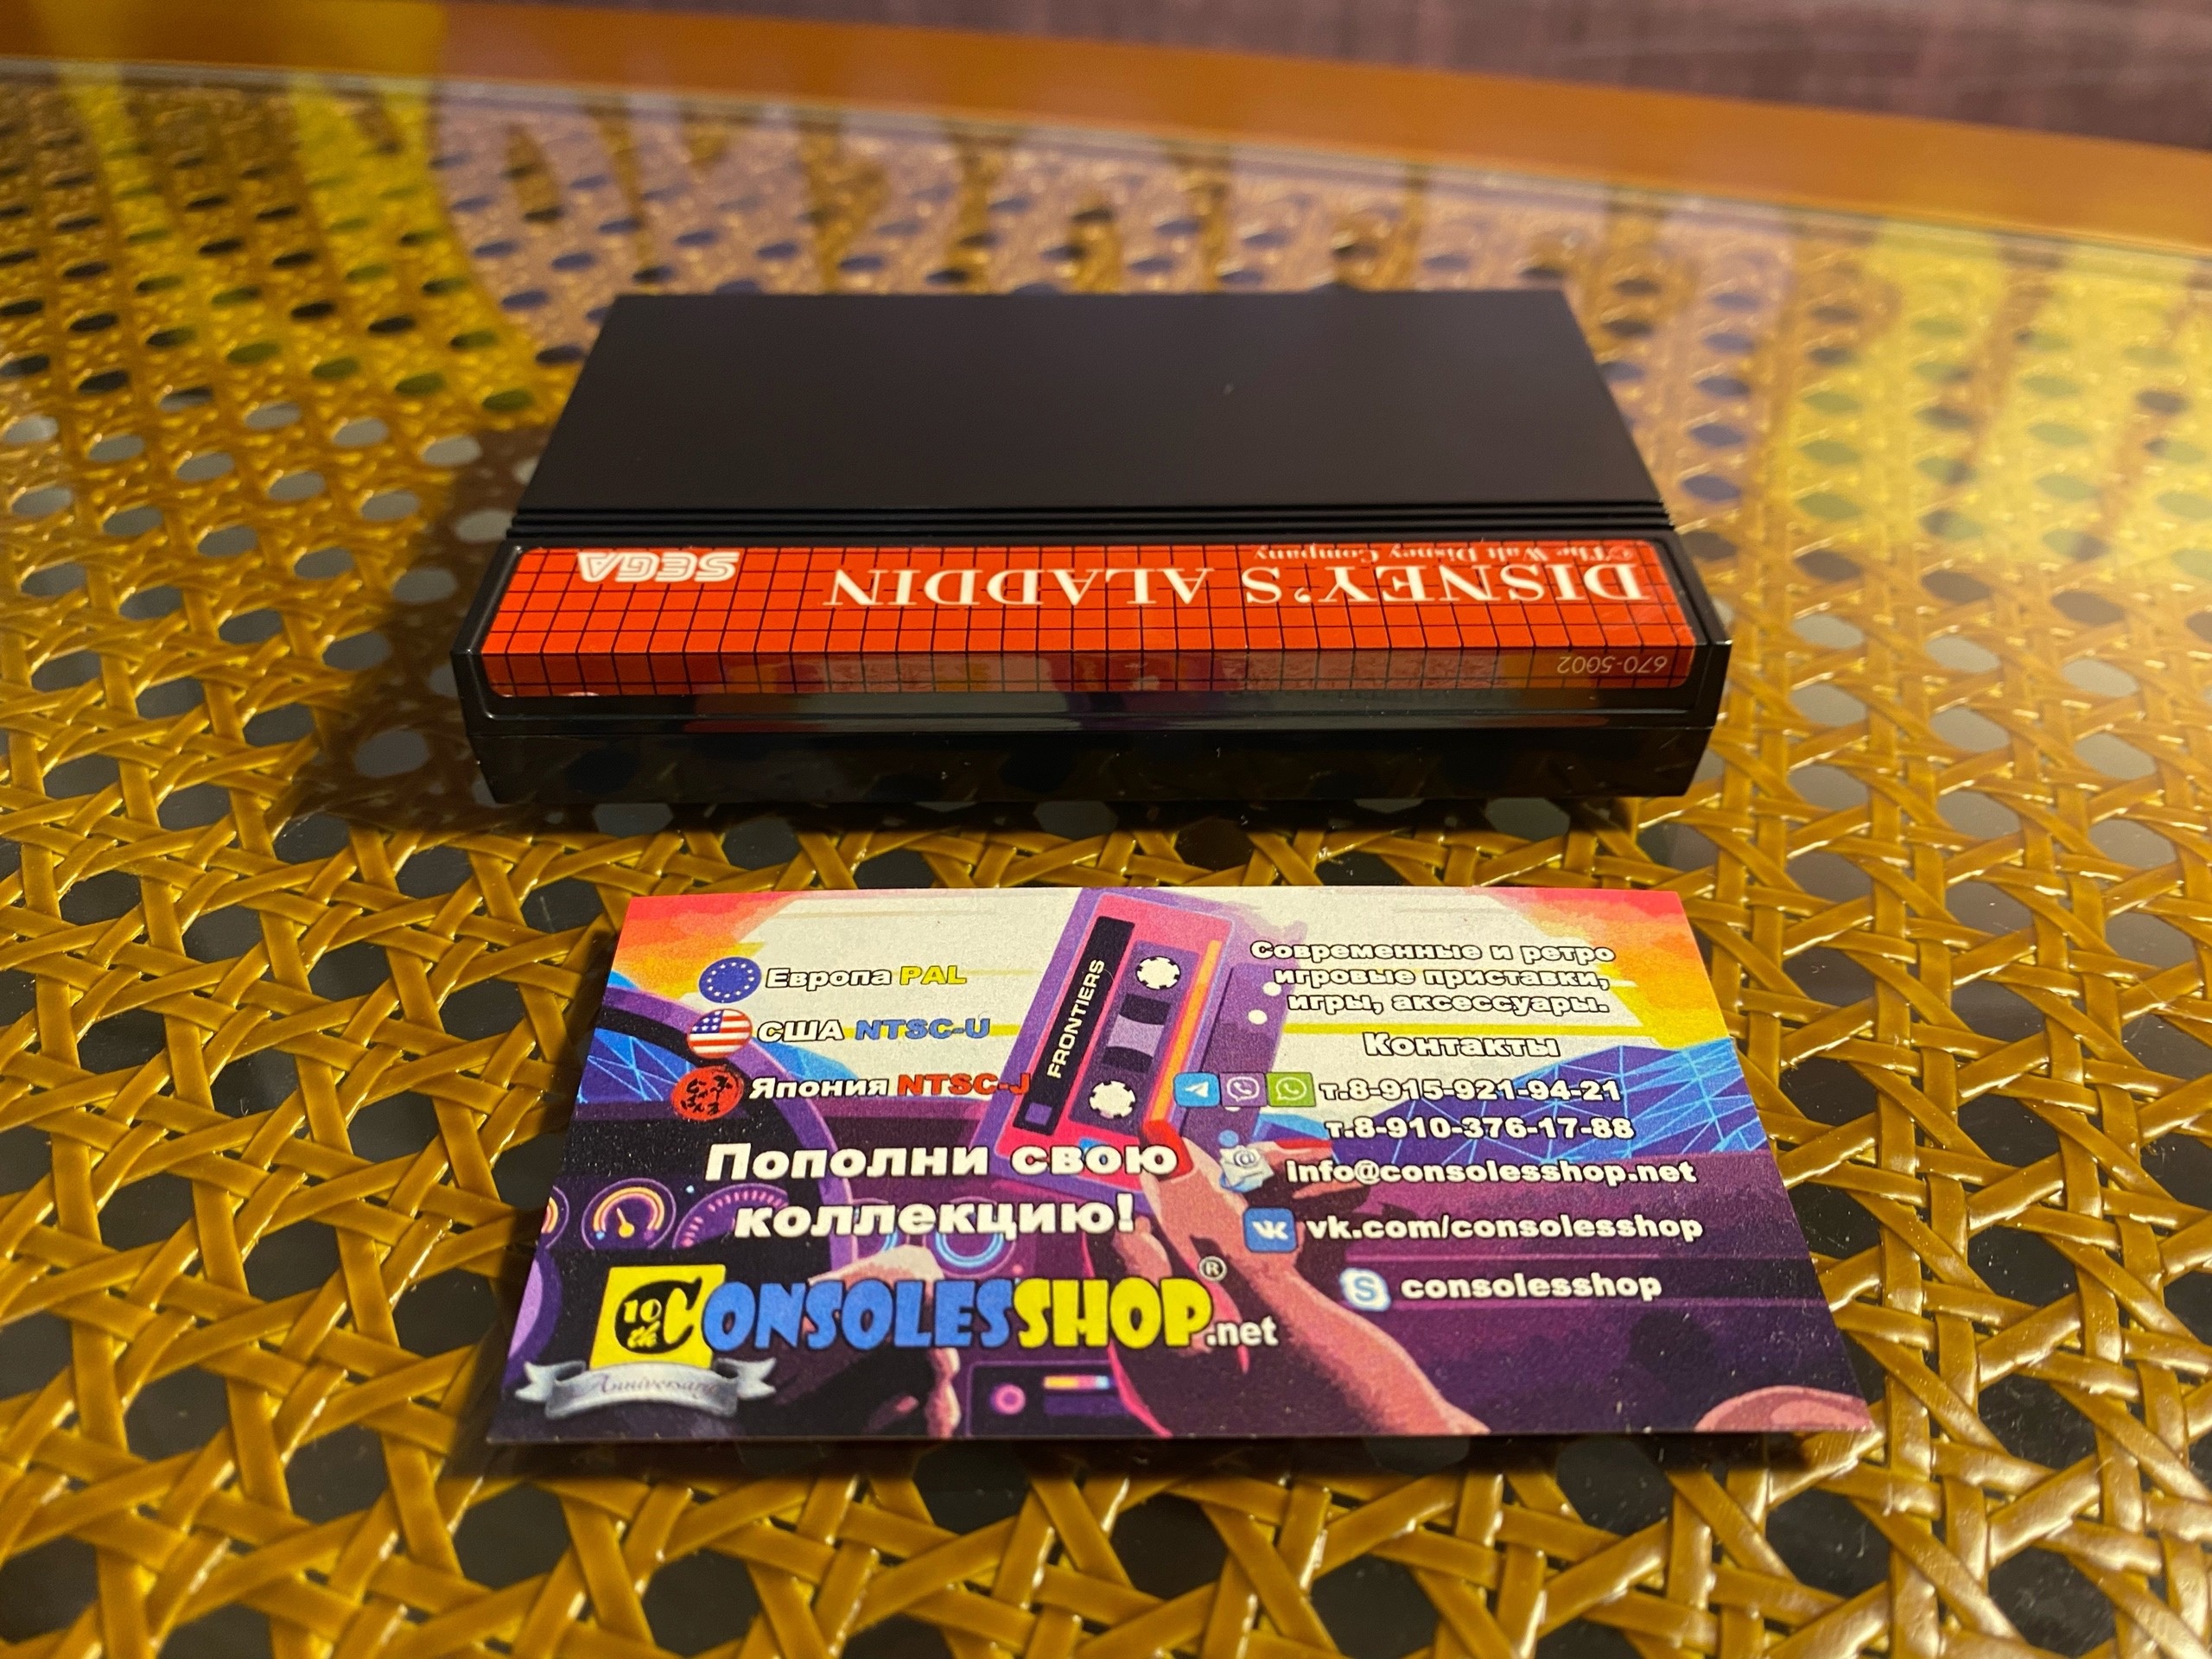 DISNEY'S ALADDIN
©The Walt Disney Company
SEGA
670-5002
Европа PAL
США NTSC-U
Япония NTSC-J
Пополни свою
коллекцию!
10
th
Anniversary
CONSOLESSHOP.net
®
FRONTIERS
Современные и ретро
игровые приставки,
игры, аксессуары.
Контакты
т.8-915-921-94-21
т.8-910-376-17-88
@
info@consolesshop.net
vk.com/consolesshop
S consolesshop